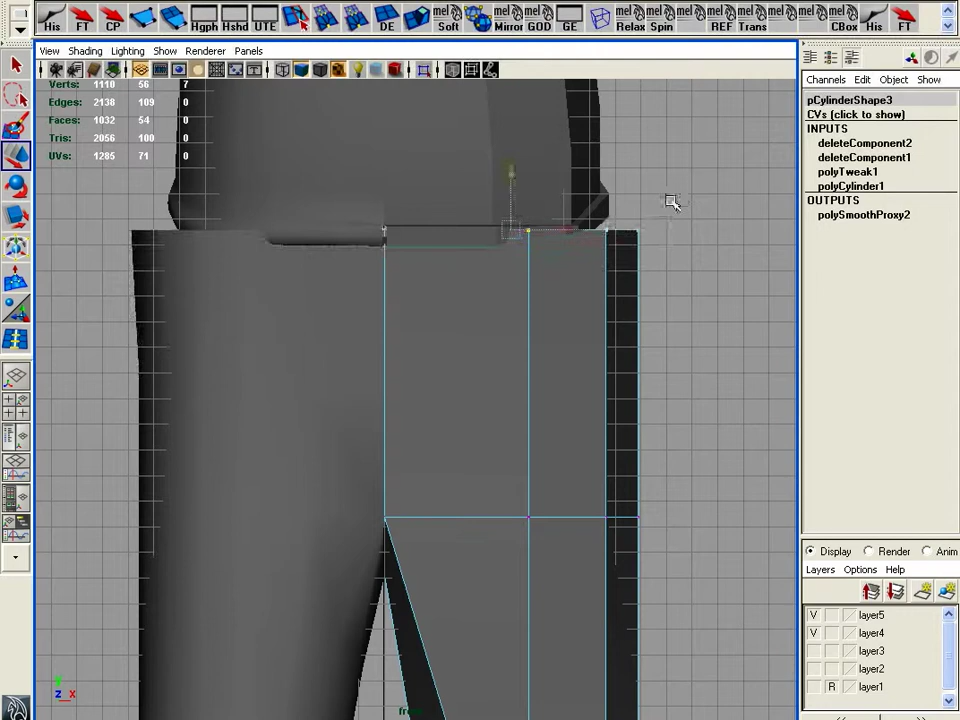 mel mel mel mel mel mel mel mel
His FT CP Hgph Hshd UTE DE Soft Mirror GOD GE Relax Spin REF Trans CBox His FT
View Shading Lighting Show Renderer Panels
Channels Edit Object Show
Verts: 1110 56 7
Edges: 2138 109 0
Faces: 1032 54 0
Tris: 2056 100 0
UVs: 1285 71 0
pCylinderShape3
CVs (click to show)
INPUTS
deleteComponent2
deleteComponent1
polyTweak1
polyCylinder1
OUTPUTS
polySmoothProxy2
Display Render Anim
Layers Options Help
V layer5
V layer4
layer3
layer2
R layer1
y
z x